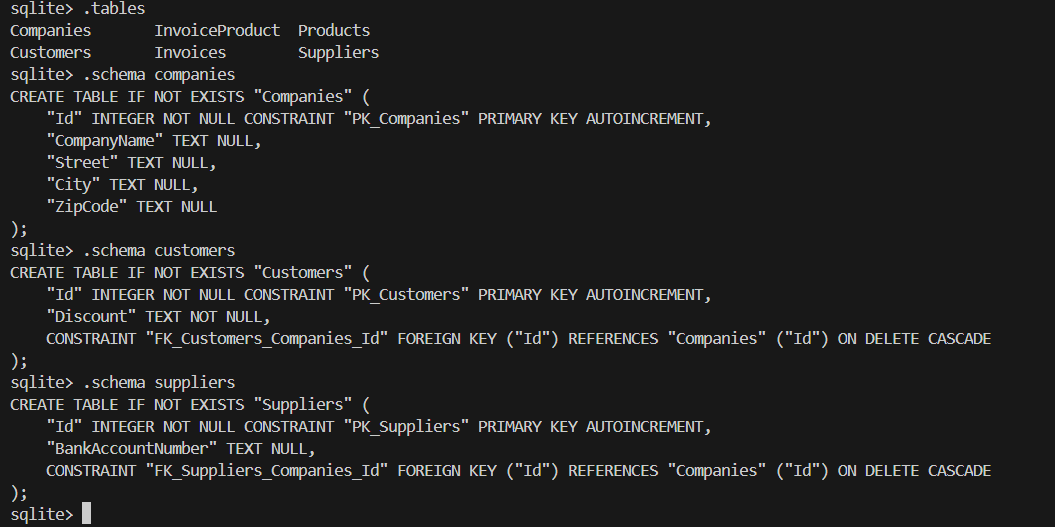 sqlite> .tables
Companies       InvoiceProduct  Products
Customers       Invoices        Suppliers
sqlite> .schema companies
CREATE TABLE IF NOT EXISTS "Companies" (
    "Id" INTEGER NOT NULL CONSTRAINT "PK_Companies" PRIMARY KEY AUTOINCREMENT,
    "CompanyName" TEXT NULL,
    "Street" TEXT NULL,
    "City" TEXT NULL,
    "ZipCode" TEXT NULL
);
sqlite> .schema customers
CREATE TABLE IF NOT EXISTS "Customers" (
    "Id" INTEGER NOT NULL CONSTRAINT "PK_Customers" PRIMARY KEY AUTOINCREMENT,
    "Discount" TEXT NOT NULL,
    CONSTRAINT "FK_Customers_Companies_Id" FOREIGN KEY ("Id") REFERENCES "Companies" ("Id") ON DELETE CASCADE
);
sqlite> .schema suppliers
CREATE TABLE IF NOT EXISTS "Suppliers" (
    "Id" INTEGER NOT NULL CONSTRAINT "PK_Suppliers" PRIMARY KEY AUTOINCREMENT,
    "BankAccountNumber" TEXT NULL,
    CONSTRAINT "FK_Suppliers_Companies_Id" FOREIGN KEY ("Id") REFERENCES "Companies" ("Id") ON DELETE CASCADE
);
sqlite>